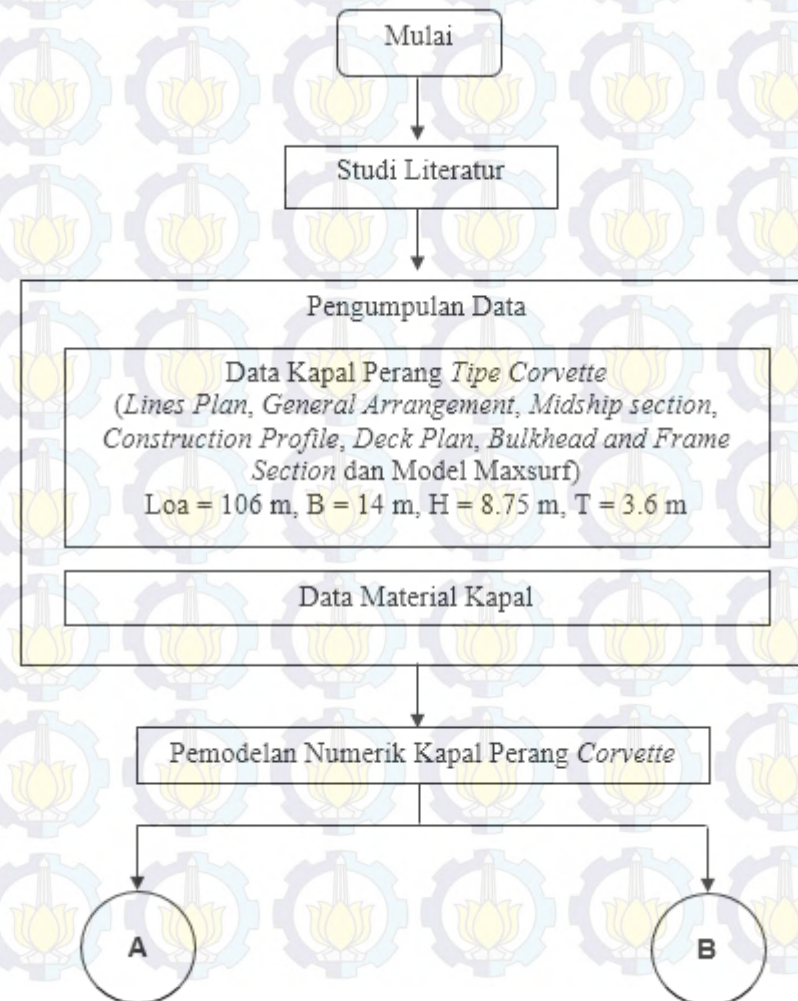 Mulai
Studi Literatur
Pengumpulan Data
Data Kapal Perang Tipe Corvette
(Lines Plan, General Arrangement, Midship section,
Construction Profile, Deck Plan, Bulkhead and Frame
Section dan Model Maxsurf)
Loa = 106 m, B = 14 m, H = 8.75 m, T = 3.6 m
Data Material Kapal
Pemodelan Numerik Kapal Perang Corvette
A
B